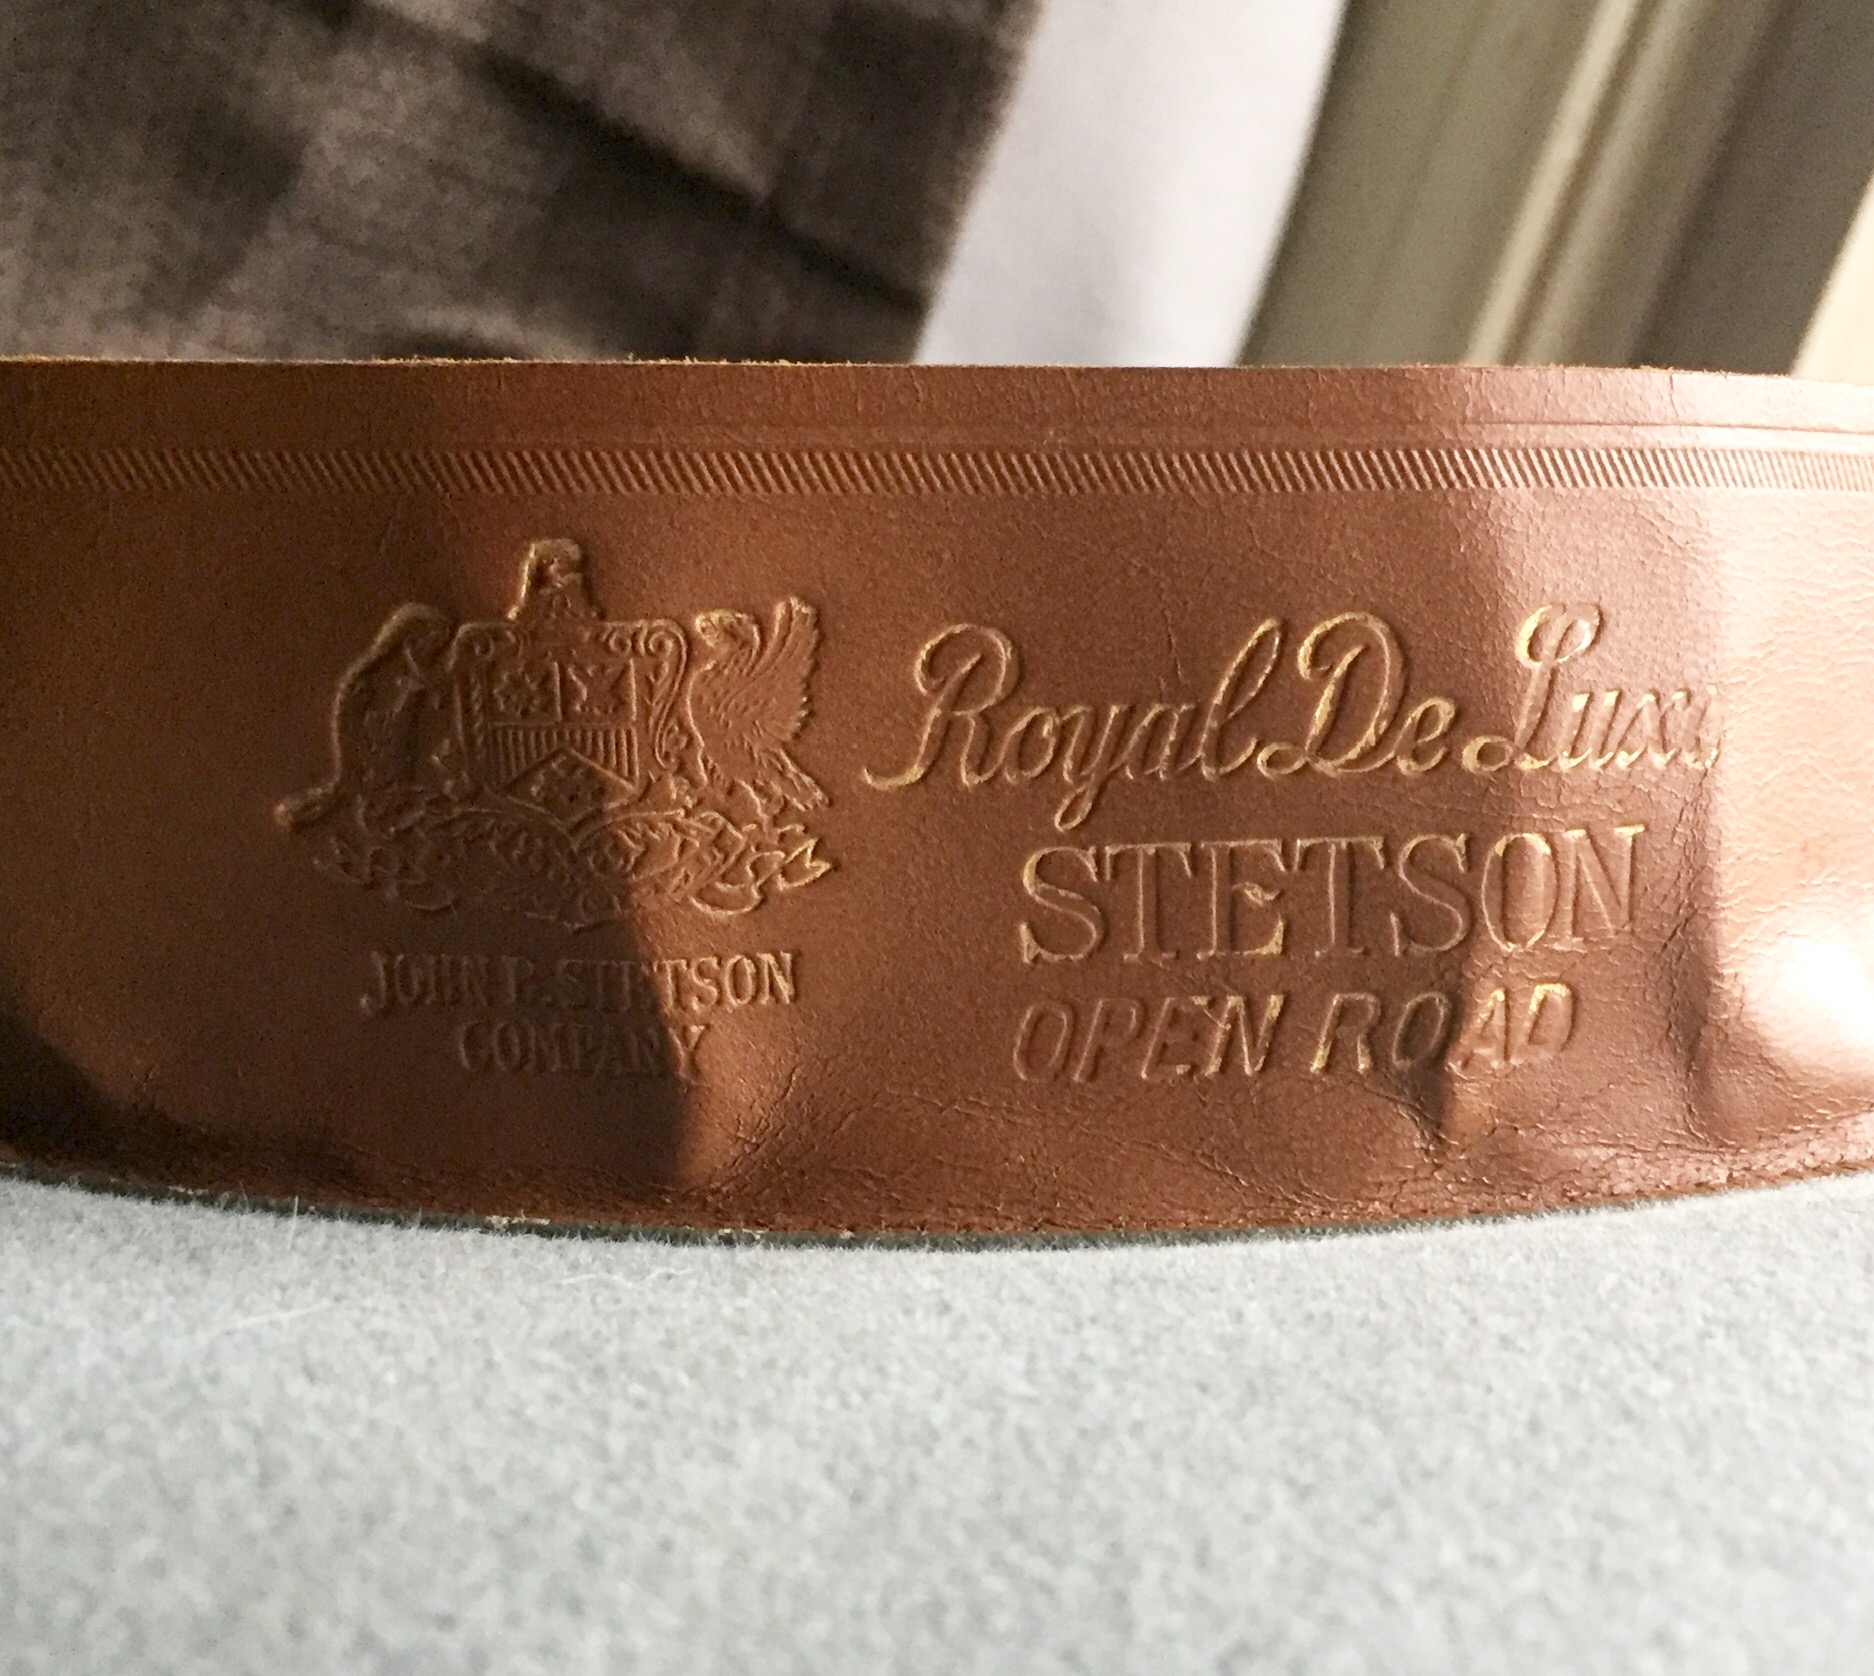 Royal De Luxe
STETSON
OPEN ROAD
JOHN B. STETSON
COMPANY